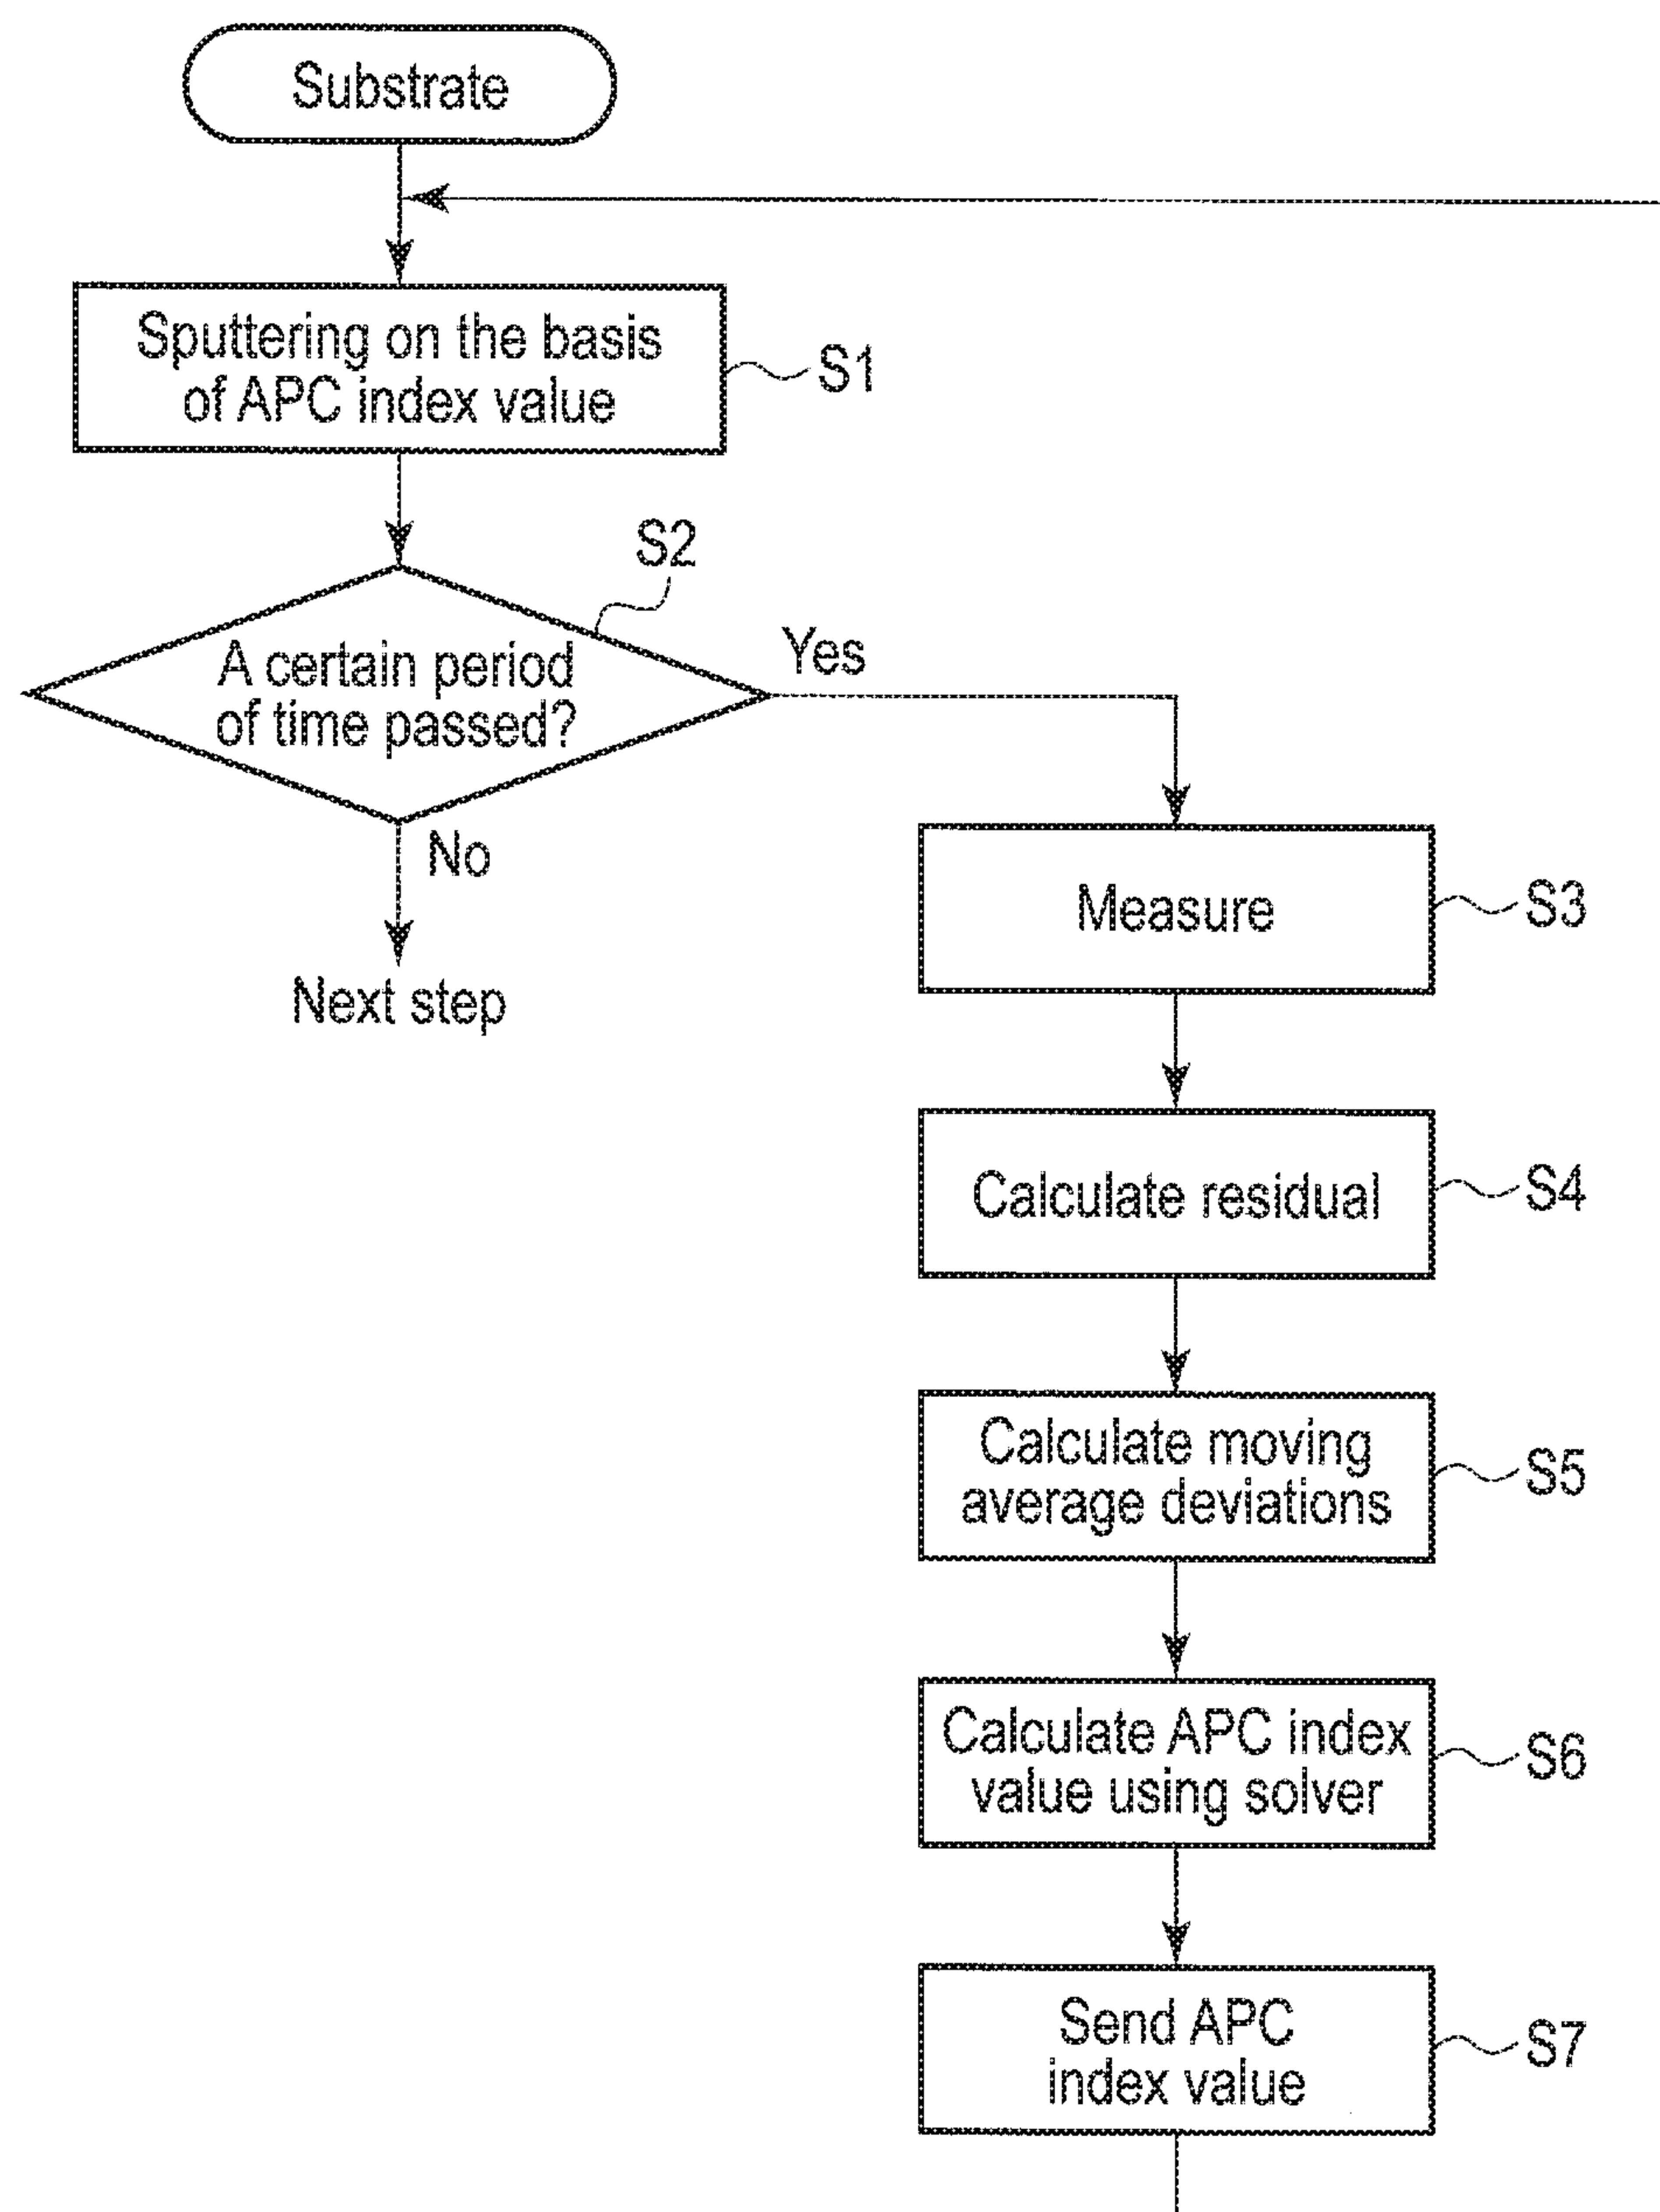 Substrate
Sputtering on the basis
of APC index value
S1
S2
A certain period
of time passed?
Yes
No
Next step
Measure
S3
Calculate residual
S4
Calculate moving
average deviations
S5
Calculate APC index
value using solver
S6
Send APC
index value
S7